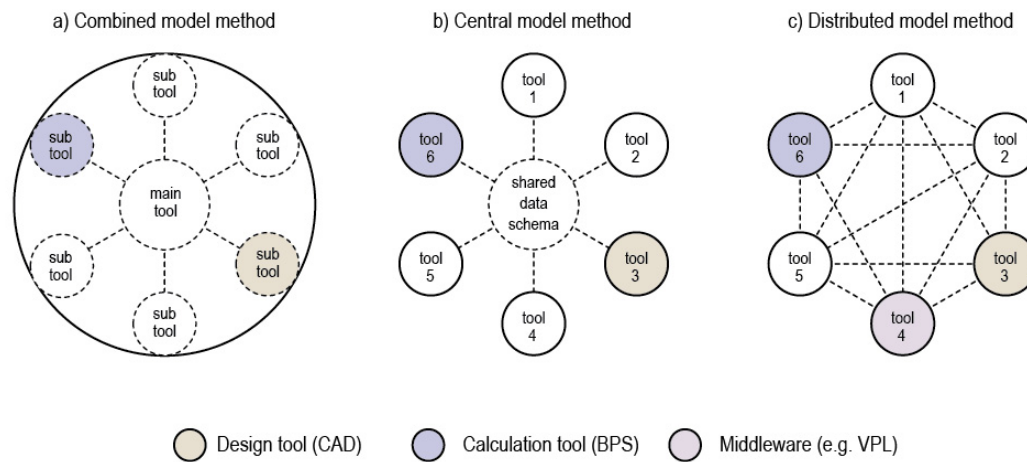 a) Combined model method
b) Central model method
c) Distributed model method
sub
tool
sub
tool
sub
tool
main
tool
sub
tool
sub
tool
sub
tool
tool
1
tool
6
tool
2
shared
data
schema
tool
5
tool
3
tool
4
tool
1
tool
6
tool
2
tool
5
tool
3
tool
4
Design tool (CAD)
Calculation tool (BPS)
Middleware (e.g. VPL)